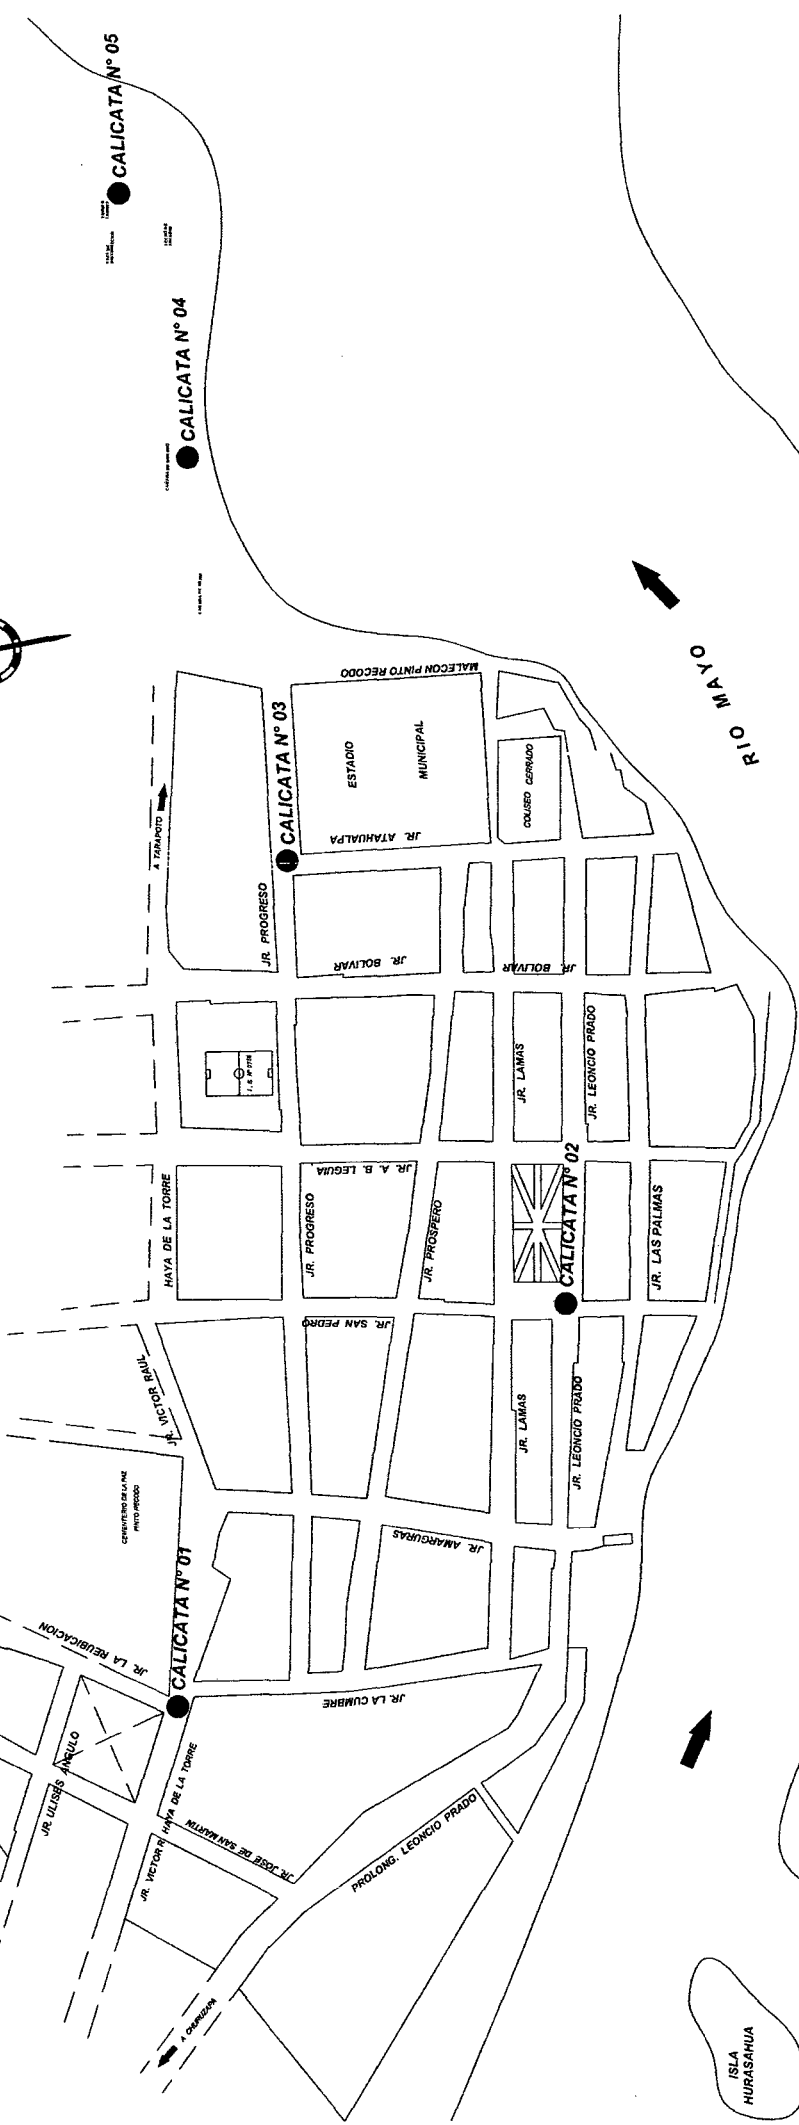 CALICATA N° 05
CALICATA N° 04
MALECON PINTO RECODO
CALICATA N° 03
ESTADIO
MUNICIPAL
COLISEO CERRADO
RIO MAYO
A TARAPOTO
JR. ATAHUALPA
JR. PROGRESO
JR. BOLIVAR
JR. BOLIVAR
JR. LAMAS
JR. LEONCIO PRADO
CALICATA N° 02
HAYA DE LA TORRE
JR. A. B. LEGUIA
JR. PROGRESO
JR. PROSPERO
JR. LAS PALMAS
JR. SAN PEDRO
JR. VICTOR RAUL
JR. LAMAS
JR. LEONCIO PRADO
CEMENTERIO DE LA PAZ
PINTO RECODO
JR. AMARGURAS
CALICATA N° 01
JR. LA REUBICACION
JR. LA CUMBRE
JR. ULISES ANGULO
JR. VICTOR R. HAYA DE LA TORRE
JR. JOSE DE SAN MARTIN
PROLONG. LEONCIO PRADO
A CHURUZAPA
ISLA
HURASAHUA